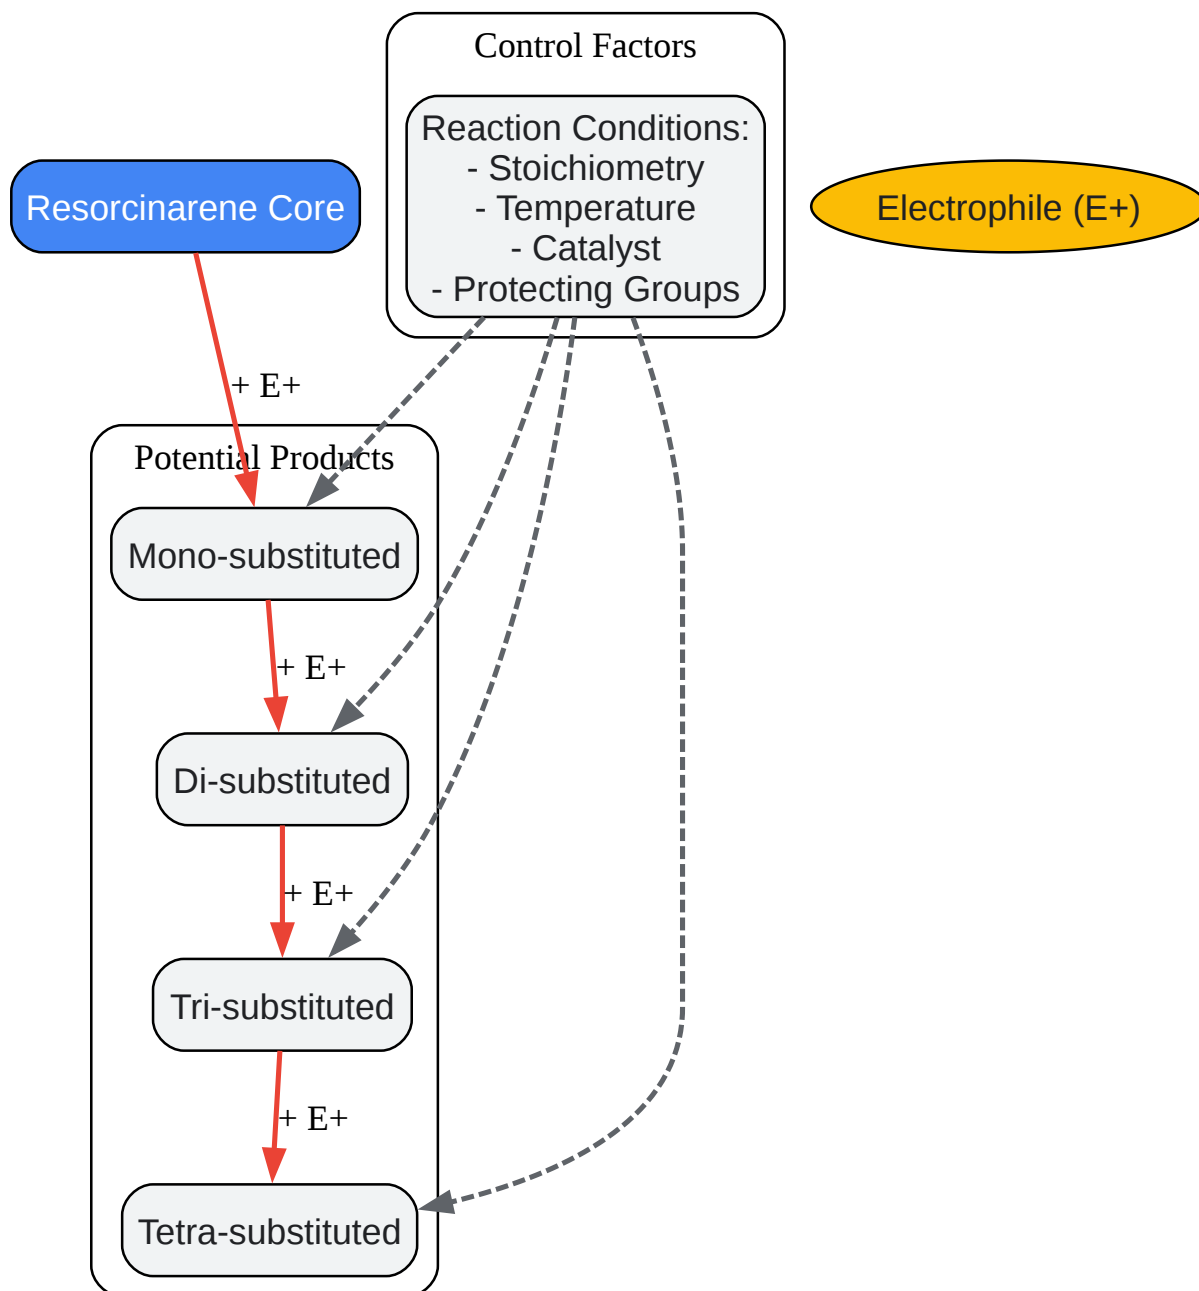 Control Factors
Reaction Conditions:
- Stoichiometry
- Temperature
- Catalyst
- Protecting Groups
Resorcinarene Core
Electrophile (E+)
+ E+
Potential Products
Mono-substituted
+ E+
Di-substituted
+ E+
Tri-substituted
+ E+
Tetra-substituted